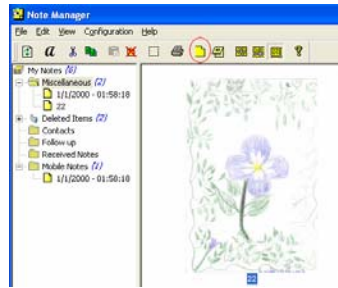 Note Manager
File Edit View Configuration Help
a
My Notes (6)
Miscellaneous (2)
1/1/2000 - 01:58:18
22
Deleted Items (2)
Contacts
Follow up
Received Notes
Mobile Notes (1)
1/1/2000 - 01:58:18
22